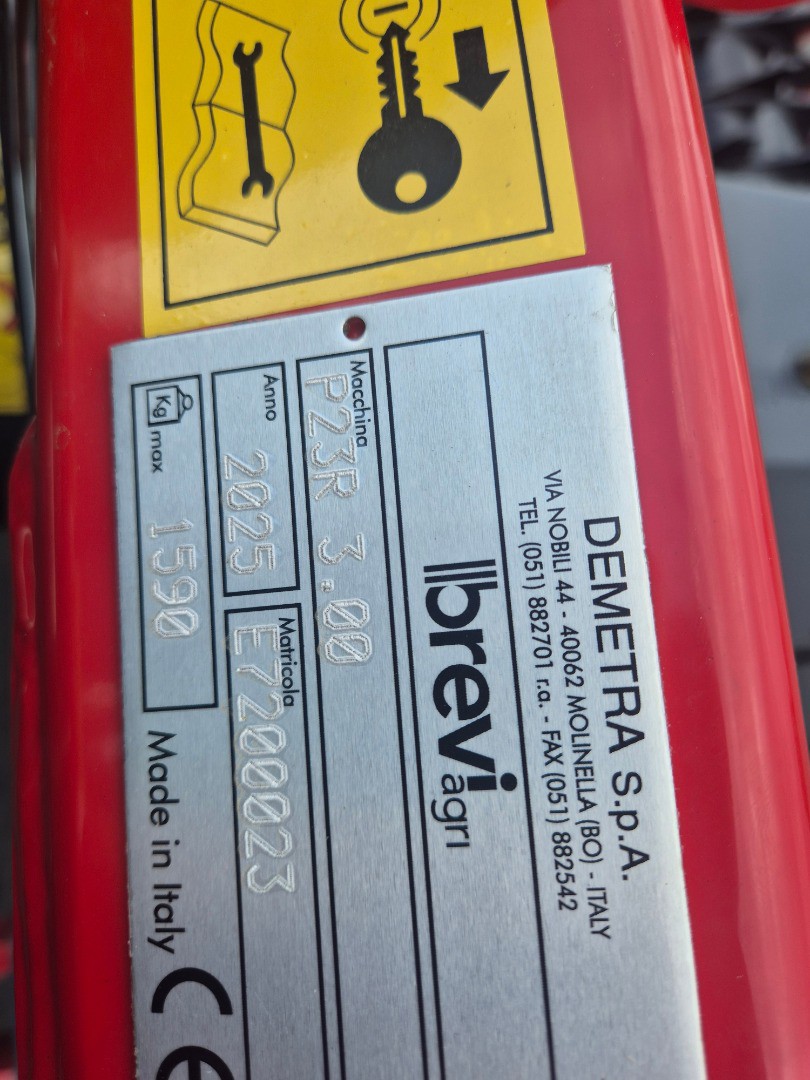 DEMETRA S.p.A.
VIA NOBILI 44 - 40062 MOLINELLA (BO) - ITALY
TEL. (051) 882701 r.a. - FAX (051) 882542
brevi
agri
Macchina
P23R 3.00
Anno
2025
Matricola
E7200023
Kg max
1590
Made in Italy
CE